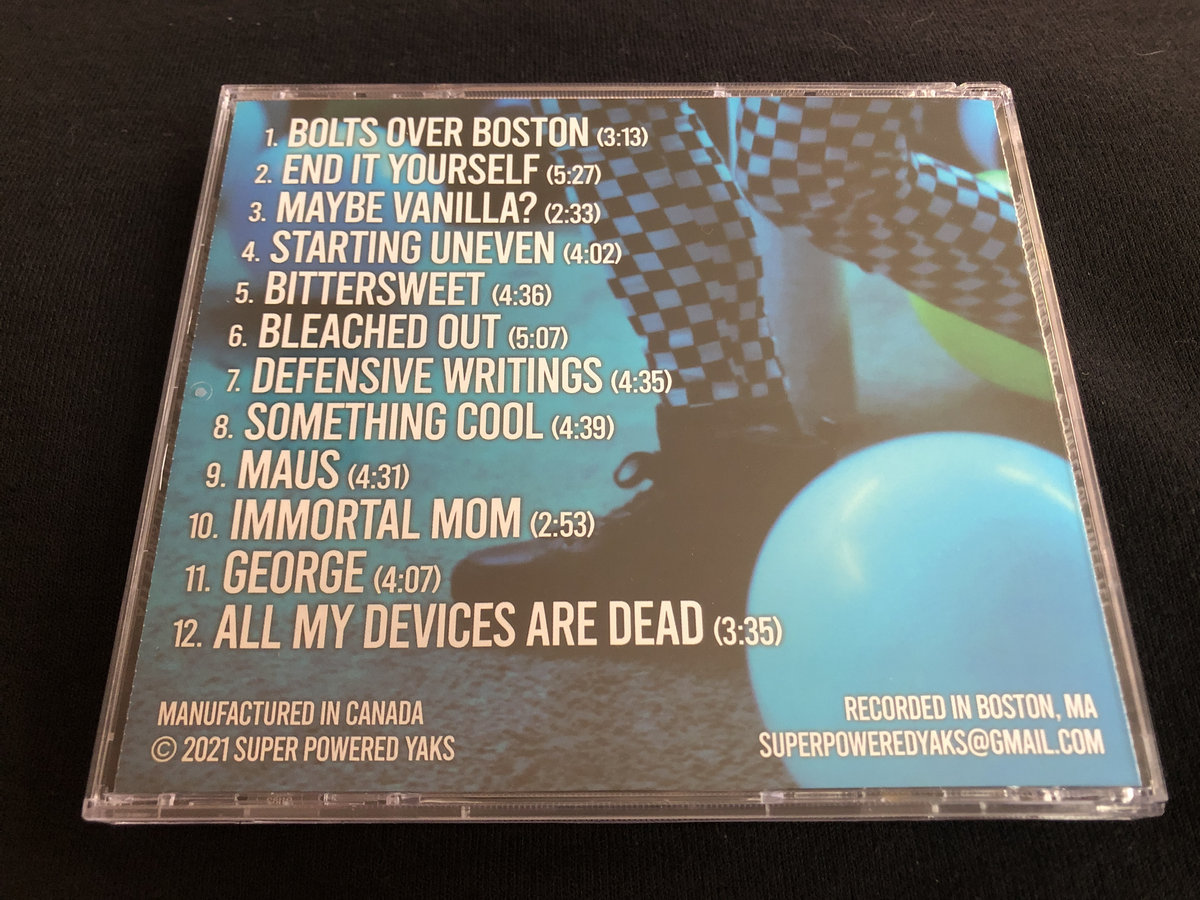 1. BOLTS OVER BOSTON (3:13)
2. END IT YOURSELF (5:27)
3. MAYBE VANILLA? (2:33)
4. STARTING UNEVEN (4:02)
5. BITTERSWEET (4:36)
6. BLEACHED OUT (5:07)
7. DEFENSIVE WRITINGS (4:35)
8. SOMETHING COOL (4:39)
9. MAUS (4:31)
10. IMMORTAL MOM (2:53)
11. GEORGE (4:07)
12. ALL MY DEVICES ARE DEAD (3:35)
MANUFACTURED IN CANADA
© 2021 SUPER POWERED YAKS
RECORDED IN BOSTON, MA
SUPERPOWEREDYAKS@GMAIL.COM